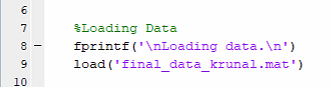 6
7 %Loading Data
8 – fprintf('\nLoading data.\n')
9 – load('final_data_krunal.mat')
10